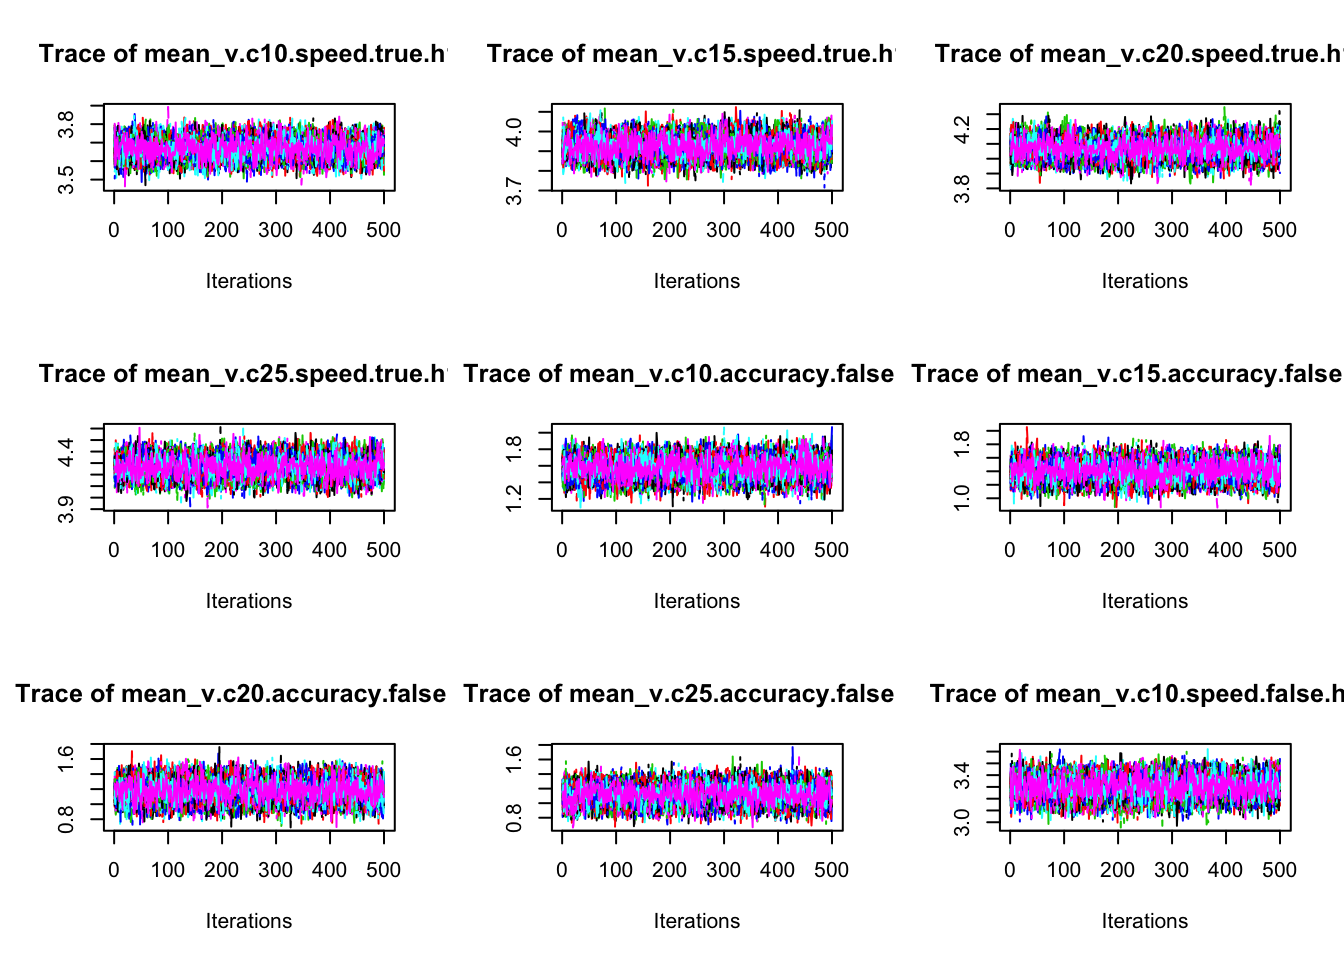 Trace of mean_v.c10.speed.true.h
Trace of mean_v.c15.speed.true.h
Trace of mean_v.c20.speed.true.h
3.8
3.5
0 100 200 300 400 500
Iterations
4.0
3.7
0 100 200 300 400 500
Iterations
4.2
3.8
0 100 200 300 400 500
Iterations
Trace of mean_v.c25.speed.true.h
Trace of mean_v.c10.accuracy.false
Trace of mean_v.c15.accuracy.false
4.4
3.9
0 100 200 300 400 500
Iterations
1.8
1.2
0 100 200 300 400 500
Iterations
1.8
1.0
0 100 200 300 400 500
Iterations
Trace of mean_v.c20.accuracy.false
Trace of mean_v.c25.accuracy.false
Trace of mean_v.c10.speed.false.h
1.6
0.8
0 100 200 300 400 500
Iterations
1.6
0.8
0 100 200 300 400 500
Iterations
3.4
3.0
0 100 200 300 400 500
Iterations